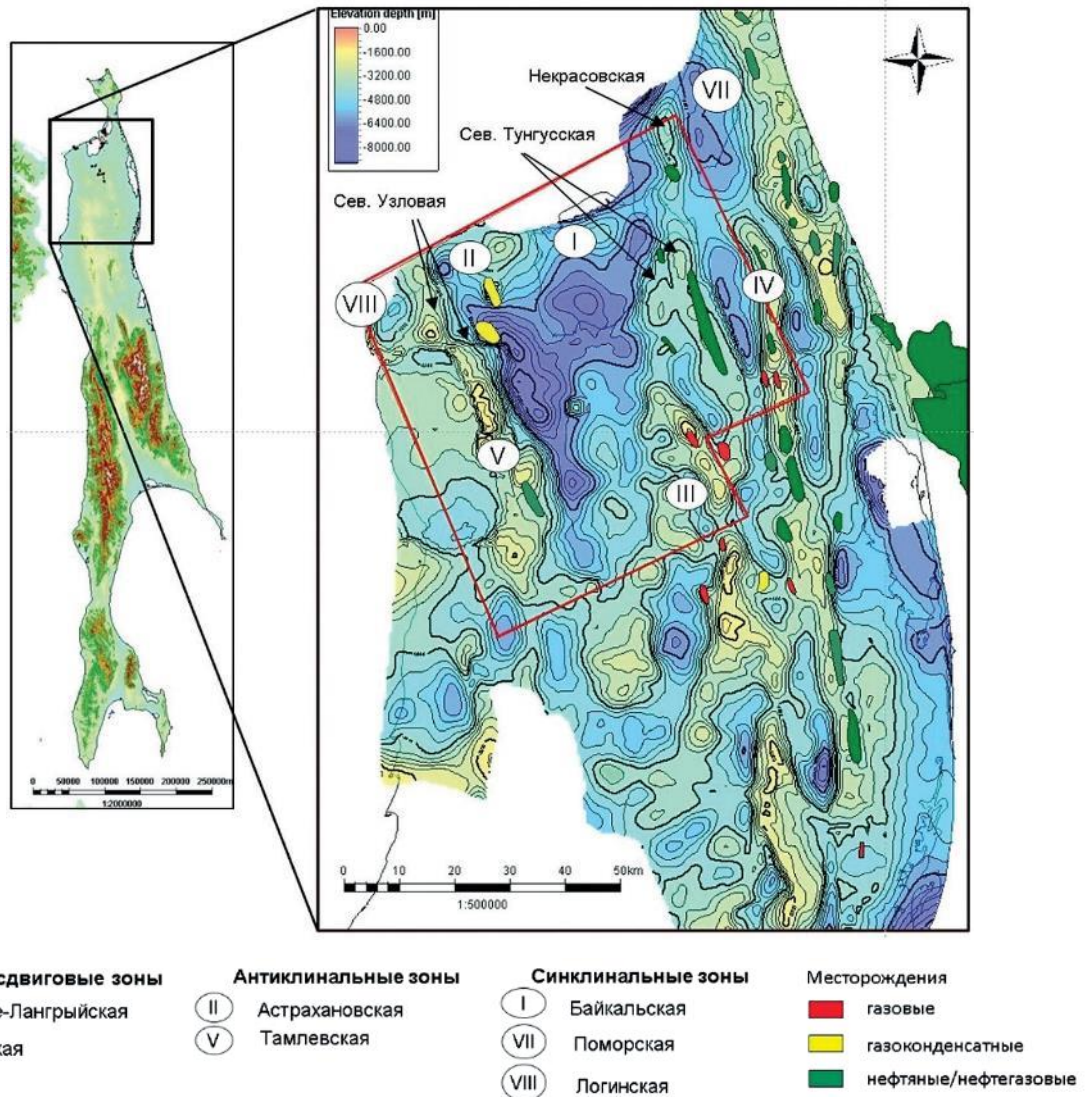 Elevation depth [m]
0.00
-1600.00
-3200.00
-4800.00
-6400.00
-8000.00
Некрасовская
Сев. Тунгусская
Сев. Узловая
VII
I
II
VIII
IV
V
III
0 50000 100000 150000 200000 250000m
1:2000000
0 10 20 30 40 50km
1:500000
сдвиговые зоны
е-Лангрыйская
кая
Антиклинальные зоны
II Астрахановская
V Тамлевская
Синклинальные зоны
I Байкальская
VII Поморская
VIII Логинская
Месторождения
газовые
газоконденсатные
нефтяные/нефтегазовые